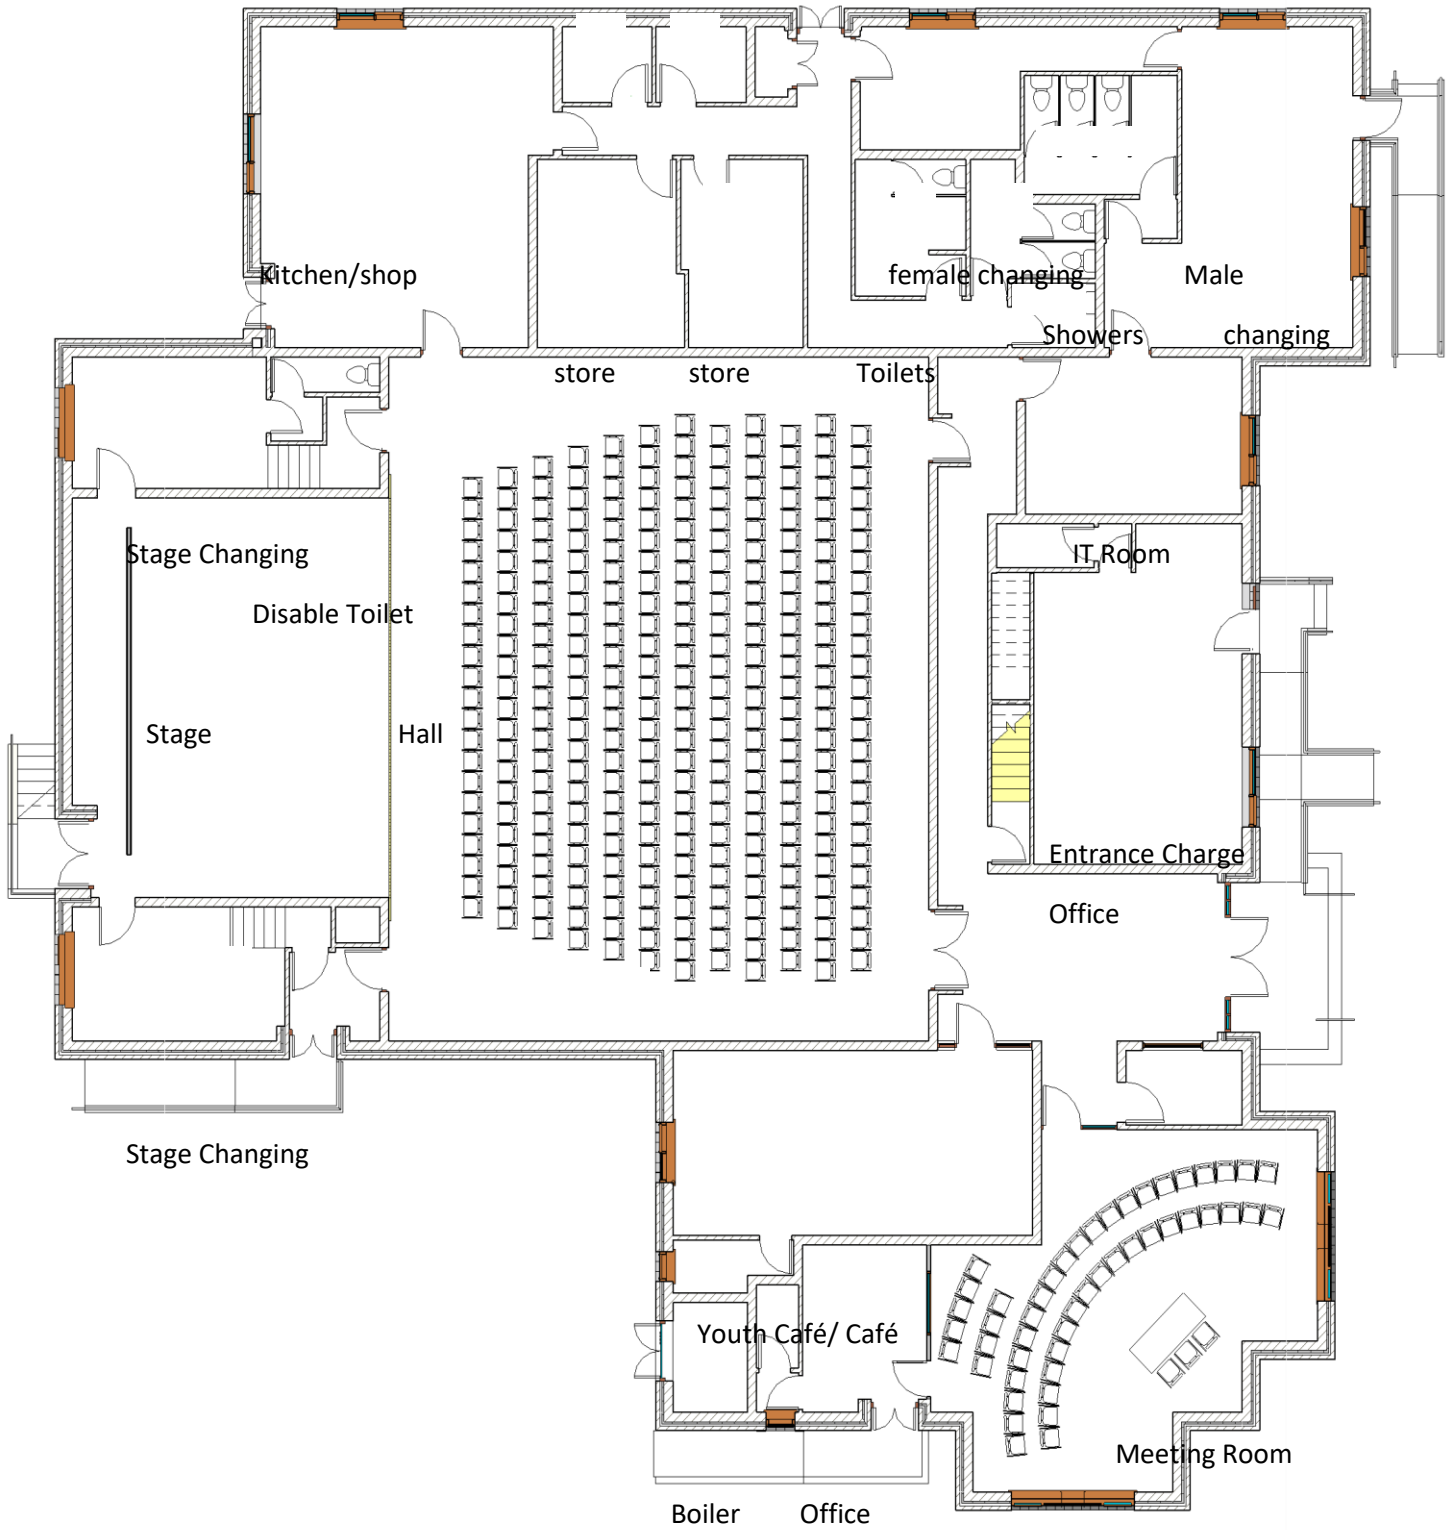 Kitchen/shop female changing Male
Showers changing
store store Toilets
Stage Changing IT Room
Disable Toilet
Stage Hall
Entrance Charge
Office
Stage Changing
Youth Café/ Café
Meeting Room
Boiler Office